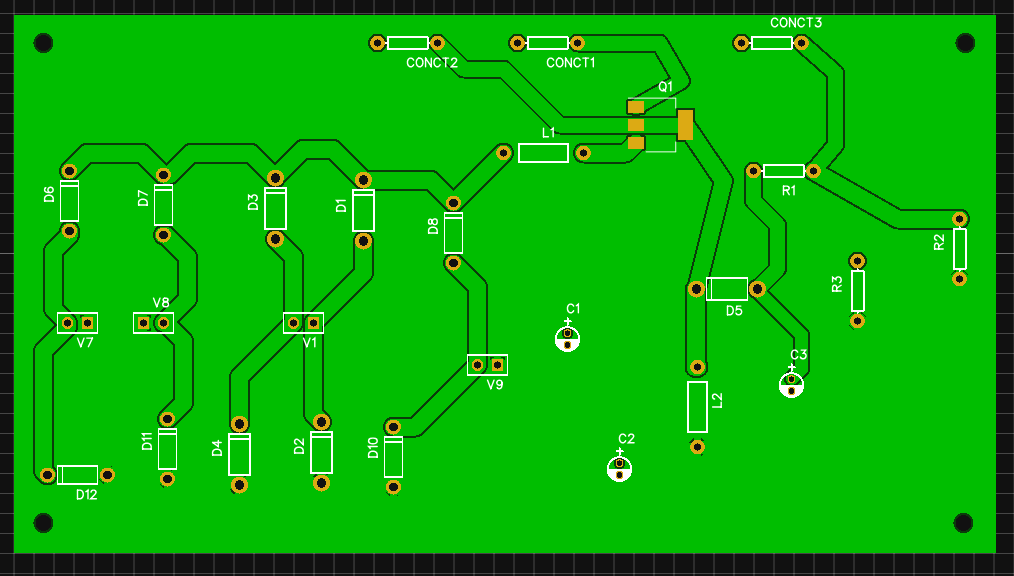 CONCT3
CONCT2
CONCT1
Q1
L1
D6
D7
D3
D1
R1
D8
R2
R3
V8
C1
D5
V7
V1
C3
V9
L2
D11
D4
D2
D10
C2
D12